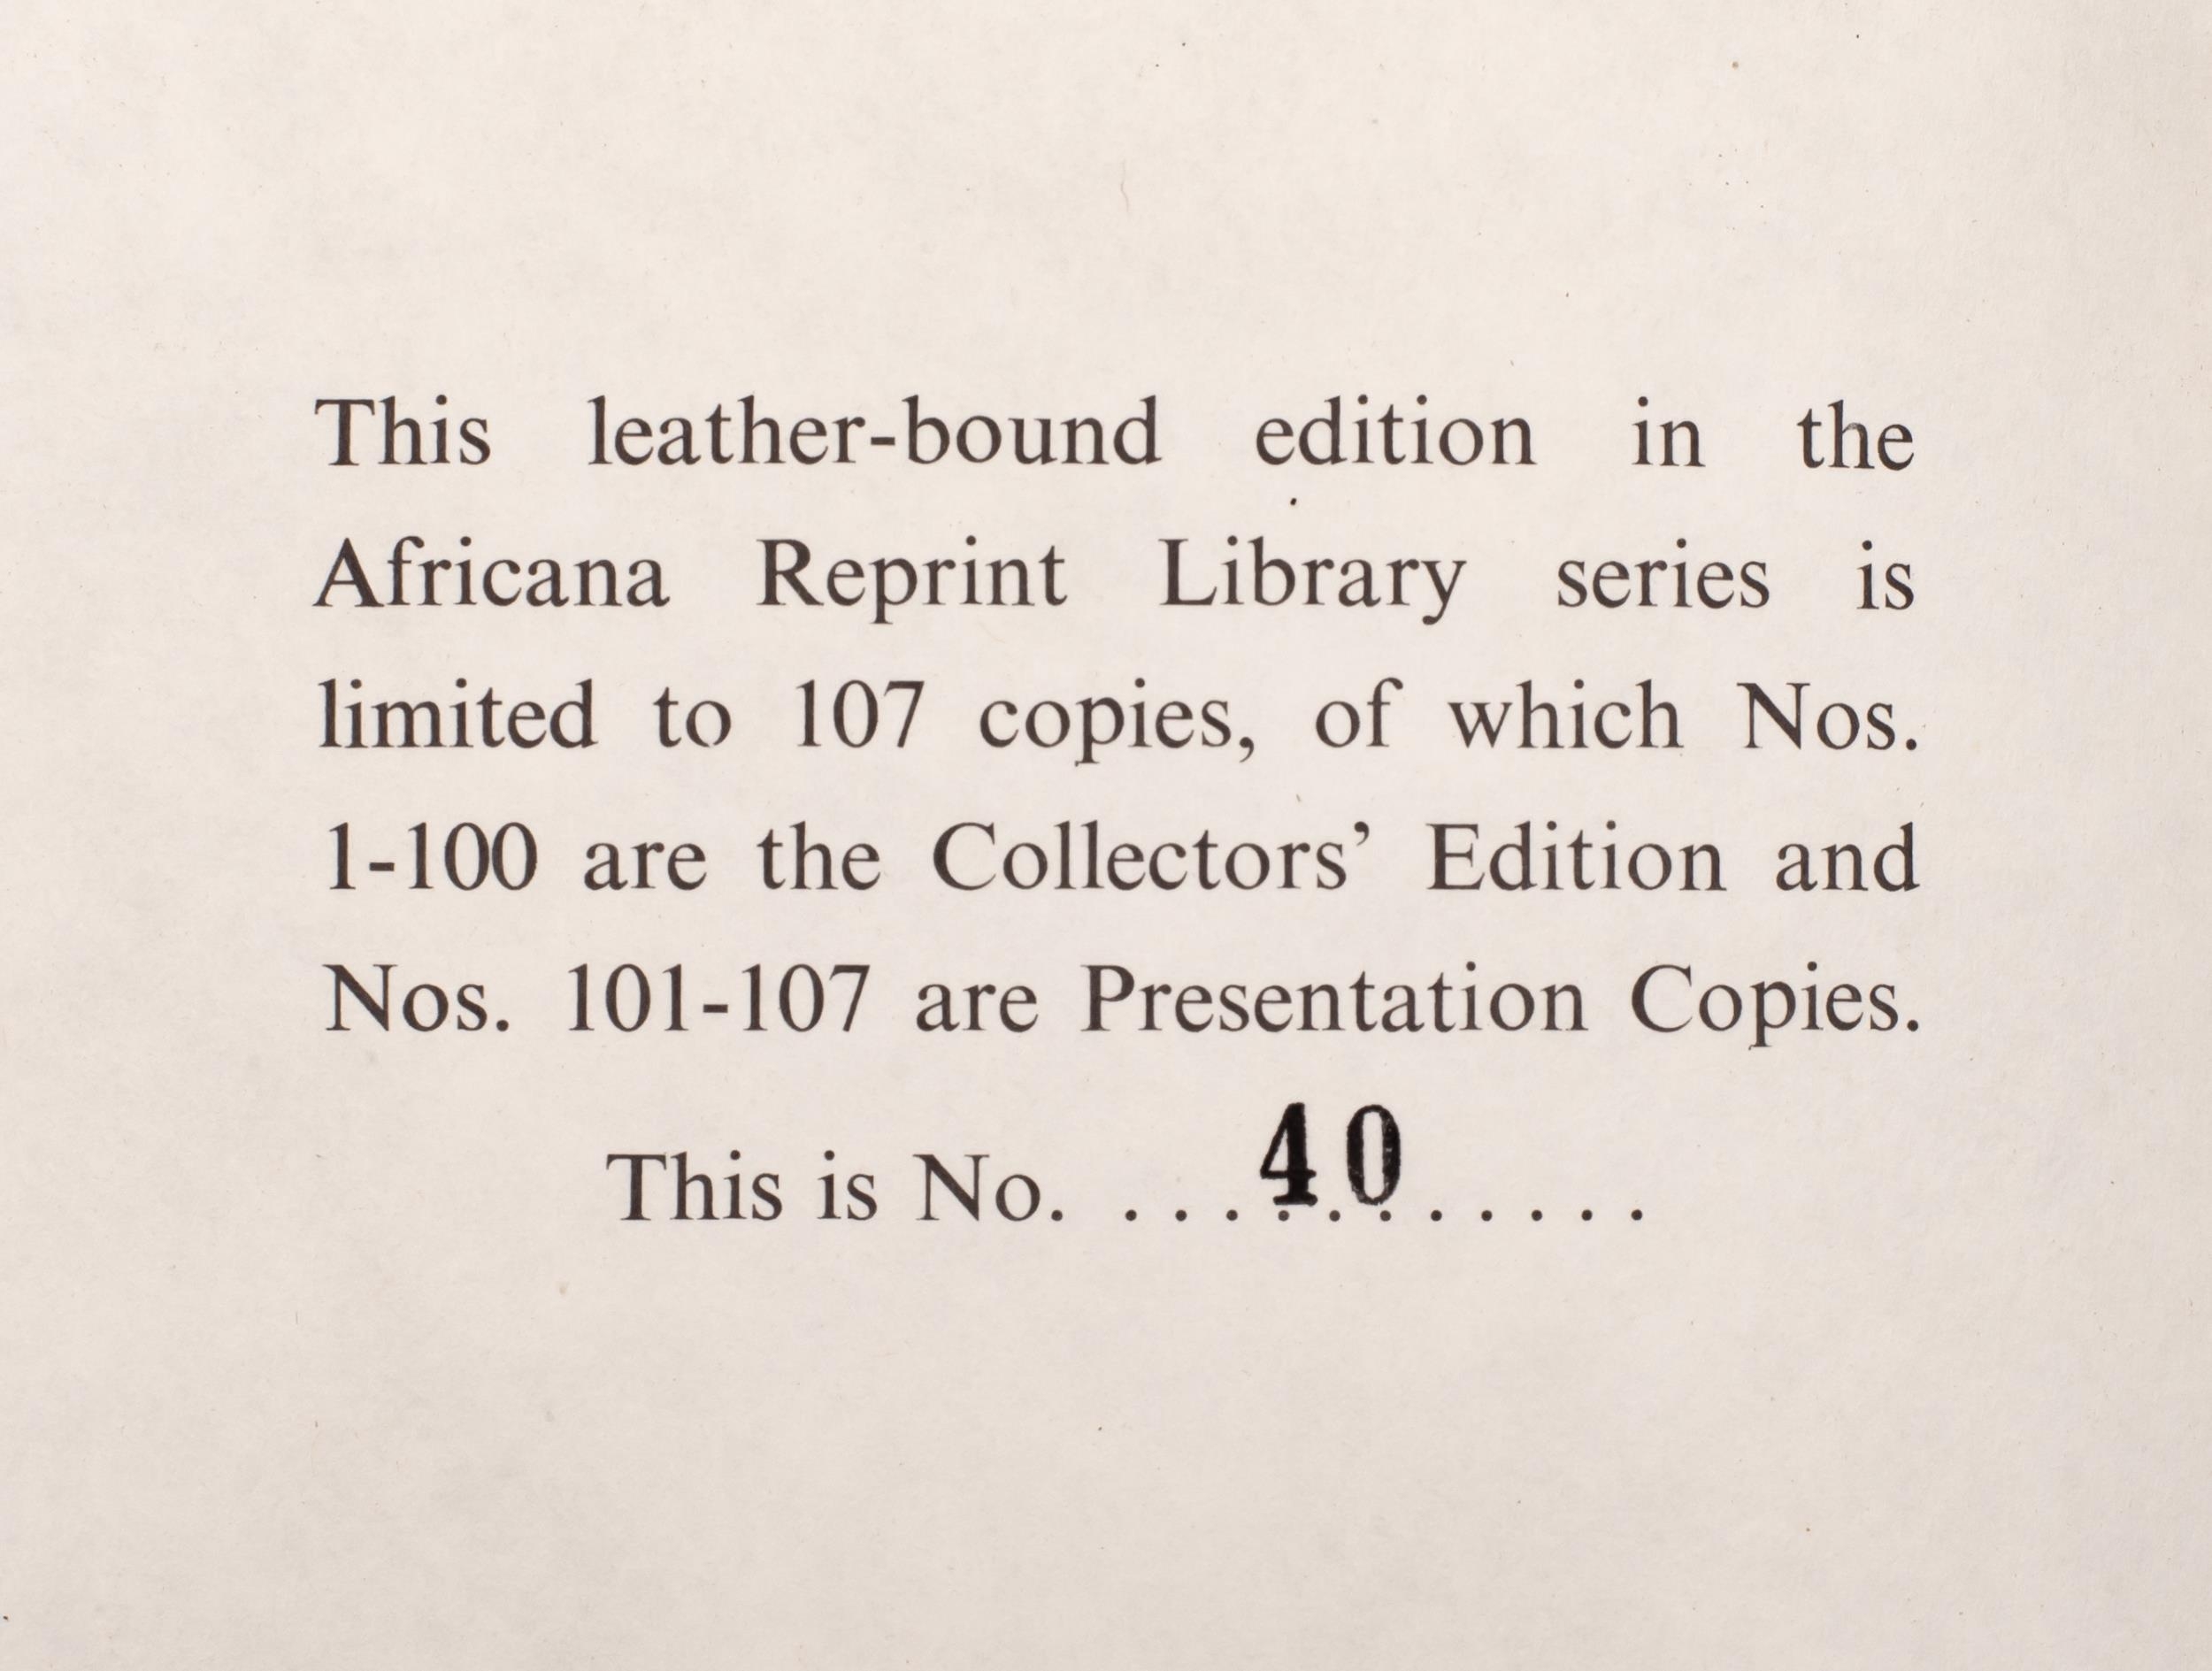 This leather-bound edition in the
Africana Reprint Library series is
limited to 107 copies, of which Nos.
1-100 are the Collectors’ Edition and
Nos. 101-107 are Presentation Copies.
This is No. ...40......